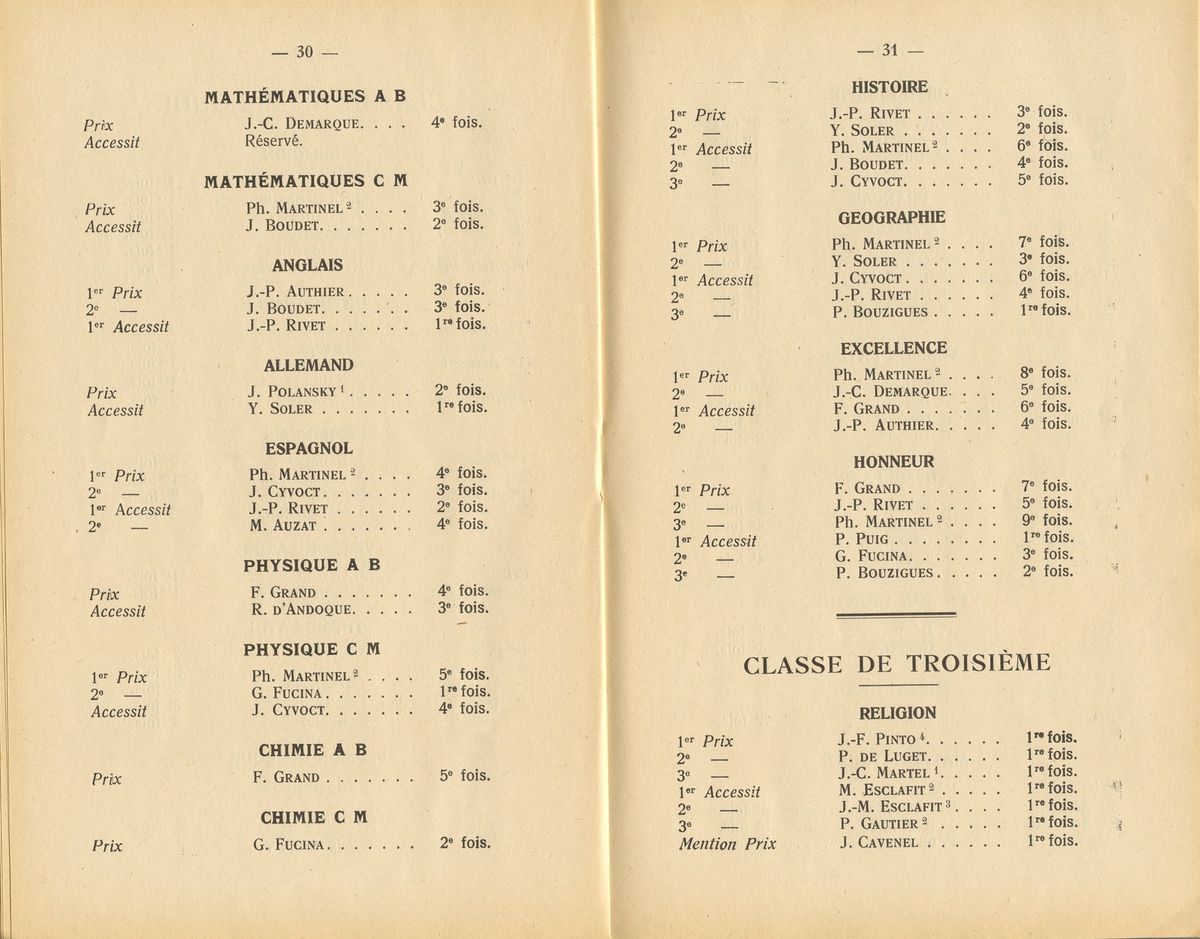 — 30 —
MATHÉMATIQUES A B
Prix J.-C. DEMARQUE. . . . 4e fois.
Accessit Réservé.
MATHÉMATIQUES C M
Prix Ph. MARTINEL 2 . . . . 3e fois.
Accessit J. BOUDET. . . . . . . 2e fois.
ANGLAIS
1er Prix J.-P. AUTHIER . . . . . 3e fois.
2e — J. BOUDET. . . . . . . 3e fois.
1er Accessit J.-P. RIVET . . . . . . 1re fois.
ALLEMAND
Prix J. POLANSKY 1 . . . . . 2e fois.
Accessit Y. SOLER . . . . . . . 1re fois.
ESPAGNOL
1er Prix Ph. MARTINEL 2 . . . . 4e fois.
2e — J. CYVOCT. . . . . . . 3e fois.
1er Accessit J.-P. RIVET . . . . . . 2e fois.
2e — M. AUZAT . . . . . . . 4e fois.
PHYSIQUE A B
Prix F. GRAND . . . . . . . 4e fois.
Accessit R. D'ANDOQUE. . . . . 3e fois.
PHYSIQUE C M
1er Prix Ph. MARTINEL 2 . . . . 5e fois.
2e — G. FUCINA. . . . . . . 1re fois.
Accessit J. CYVOCT. . . . . . . 4e fois.
CHIMIE A B
Prix F. GRAND . . . . . . . 5e fois.
CHIMIE C M
Prix G. FUCINA. . . . . . . 2e fois.
— 31 —
HISTOIRE
1er Prix J.-P. RIVET . . . . . . 3e fois.
2e — Y. SOLER . . . . . . . 2e fois.
1er Accessit Ph. MARTINEL 2 . . . . 6e fois.
2e — J. BOUDET. . . . . . . 4e fois.
3e — J. CYVOCT. . . . . . . 5e fois.
GEOGRAPHIE
1er Prix Ph. MARTINEL 2 . . . . 7e fois.
2e — Y. SOLER . . . . . . . 3e fois.
1er Accessit J. CYVOCT . . . . . . . 6e fois.
2e — J.-P. RIVET . . . . . . 4e fois.
3e — P. BOUZIGUES . . . . . 1re fois.
EXCELLENCE
1er Prix Ph. MARTINEL 2 . . . . 8e fois.
2e — J.-C. DEMARQUE. . . . 5e fois.
1er Accessit F. GRAND . . . . . . . 6e fois.
2e — J.-P. AUTHIER. . . . . 4e fois.
HONNEUR
1er Prix F. GRAND . . . . . . . 7e fois.
2e — J.-P. RIVET . . . . . . 5e fois.
3e — Ph. MARTINEL 2 . . . . 9e fois.
1er Accessit P. PUIG . . . . . . . . 1re fois.
2e — G. FUCINA. . . . . . . 3e fois.
3e — P. BOUZIGUES. . . . . 2e fois.
CLASSE DE TROISIÈME
RELIGION
1er Prix J.-F. PINTO 4. . . . . . 1re fois.
2e — P. DE LUGET. . . . . . 1re fois.
3e — J.-C. MARTEL 1. . . . . 1re fois.
1er Accessit M. ESCLAFIT 2 . . . . . 1re fois.
2e — J.-M. ESCLAFIT 3 . . . . 1re fois.
3e — P. GAUTIER 2 . . . . . 1re fois.
Mention Prix J. CAVENEL . . . . . . 1re fois.